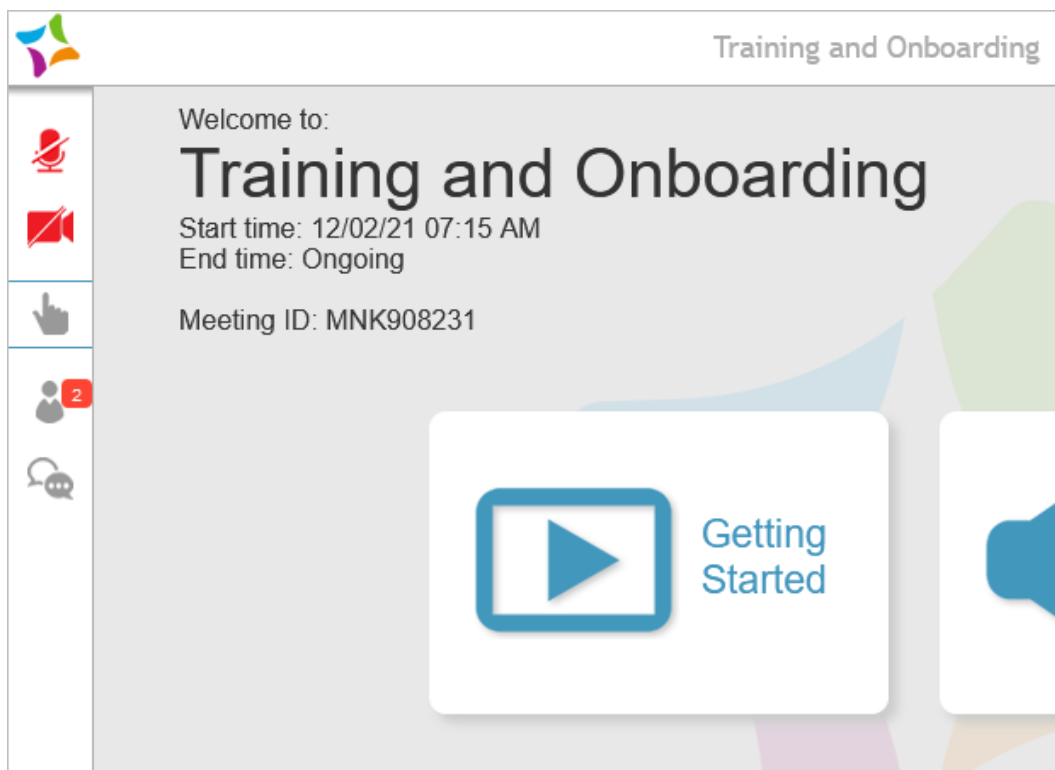 Training and Onboarding
Welcome to:
Training and Onboarding
Start time: 12/02/21 07:15 AM
End time: Ongoing
Meeting ID: MNK908231
2
Getting
Started